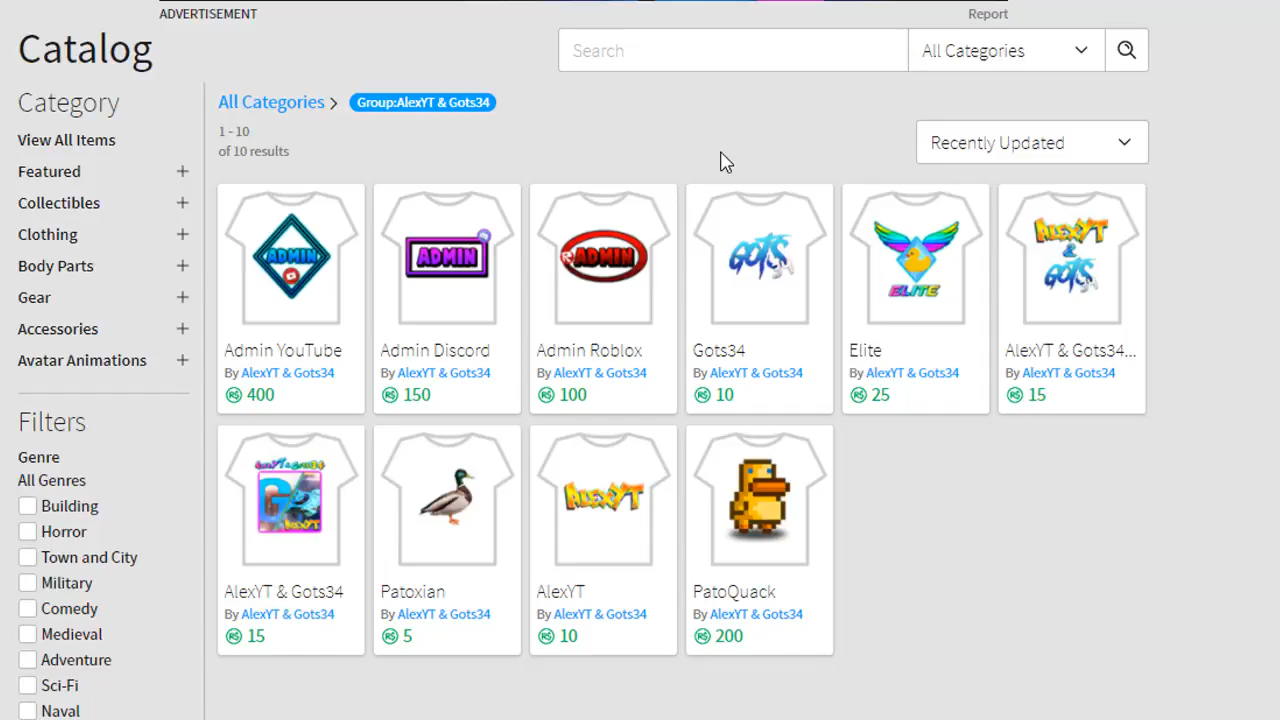 ADVERTISEMENT
Report
Catalog
Search
All Categories
Category
View All Items
Featured
Collectibles
Clothing
Body Parts
Gear
Accessories
Avatar Animations
Filters
Genre
All Genres
Building
Horror
Town and City
Military
Comedy
Medieval
Adventure
Sci-Fi
Naval
All Categories > Group:AlexYT & Gots34
1 - 10
of 10 results
Recently Updated
ADMIN
Admin YouTube
By AlexYT & Gots34
400
ADMIN
Admin Discord
By AlexYT & Gots34
150
ADMIN
Admin Roblox
By AlexYT & Gots34
100
GOTS34
Gots34
By AlexYT & Gots34
10
ELITE
Elite
By AlexYT & Gots34
25
ALEXYT
&
GOTS34
AlexYT & Gots34...
By AlexYT & Gots34
15
AlexYT & Gots34
G
ALEXYT
AlexYT & Gots34
By AlexYT & Gots34
15
Patoxian
By AlexYT & Gots34
5
ALEXYT
AlexYT
By AlexYT & Gots34
10
PatoQuack
By AlexYT & Gots34
200